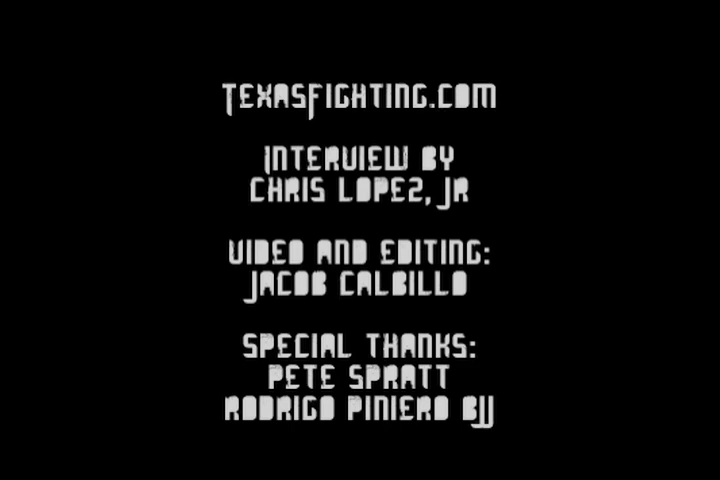 TexasFighting.com
Interview by
Chris Lopez, Jr
Video and Editing:
Jacob Calbillo
Special Thanks:
Pete Spratt
Rodrigo Piniero BJJ